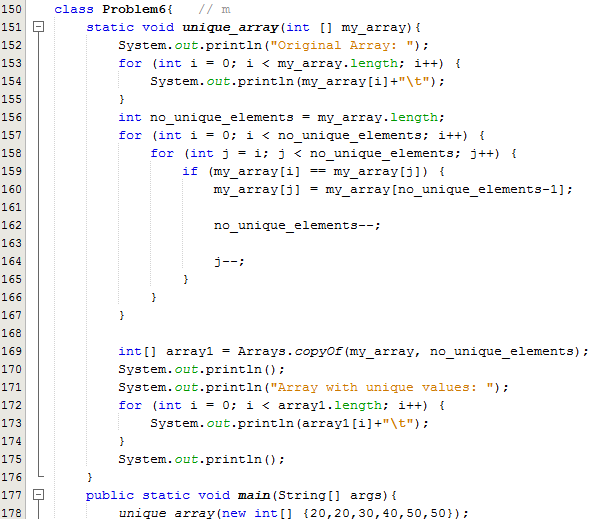 150 class Problem6{   // m
151     static void unique_array(int [] my_array){
152         System.out.println("Original Array: ");
153         for (int i = 0; i < my_array.length; i++) {
154             System.out.println(my_array[i]+"\t");
155         }
156         int no_unique_elements = my_array.length;
157         for (int i = 0; i < no_unique_elements; i++) {
158             for (int j = i; j < no_unique_elements; j++) {
159                 if (my_array[i] == my_array[j]) {
160                     my_array[j] = my_array[no_unique_elements-1];
161
162                     no_unique_elements--;
163
164                     j--;
165                 }
166             }
167         }
168
169         int[] array1 = Arrays.copyOf(my_array, no_unique_elements);
170         System.out.println();
171         System.out.println("Array with unique values: ");
172         for (int i = 0; i < array1.length; i++) {
173             System.out.println(array1[i]+"\t");
174         }
175         System.out.println();
176     }
177     public static void main(String[] args){
178         unique_array(new int[] {20,20,30,40,50,50});